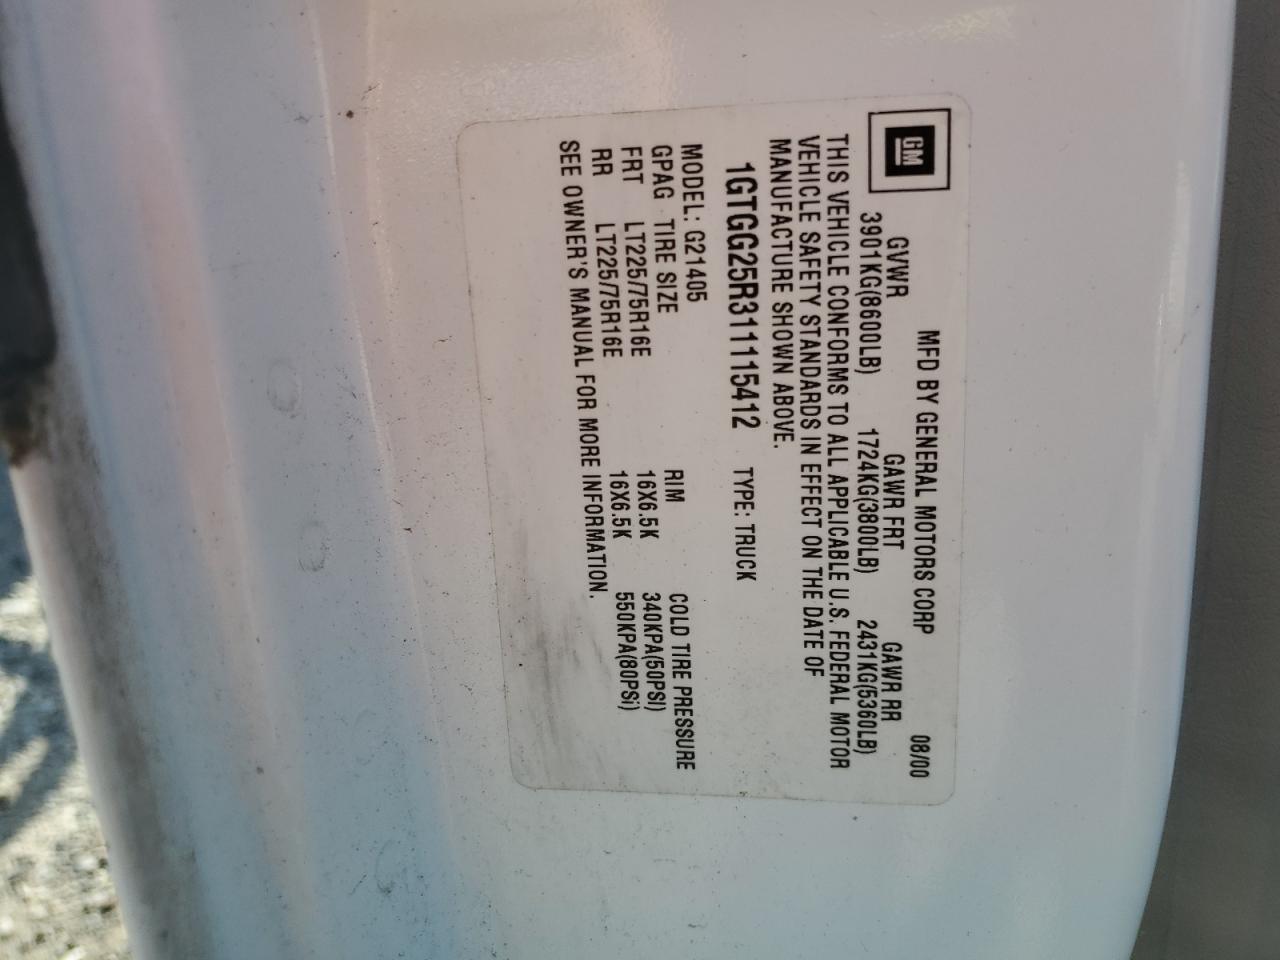 GM
MFD BY GENERAL MOTORS CORP 08/00
GVWR GAWR FRT GAWR RR
3901KG(8600LB) 1724KG(3800LB) 2431KG(5360LB)
THIS VEHICLE CONFORMS TO ALL APPLICABLE U.S. FEDERAL MOTOR
VEHICLE SAFETY STANDARDS IN EFFECT ON THE DATE OF
MANUFACTURE SHOWN ABOVE.
1GTGG25R311115412 TYPE: TRUCK
MODEL: G21405
GPAG TIRE SIZE RIM COLD TIRE PRESSURE
FRT LT225/75R16E 16X6.5K 340KPA(50PSI)
RR LT225/75R16E 16X6.5K 550KPA(80PSi)
SEE OWNER'S MANUAL FOR MORE INFORMATION.